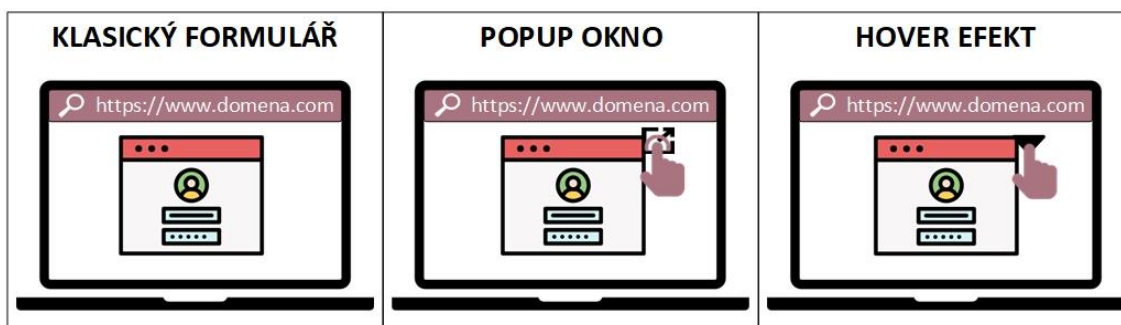 KLASICKÝ FORMULÁŘ
https://www.domena.com
POPUP OKNO
https://www.domena.com
HOVER EFEKT
https://www.domena.com